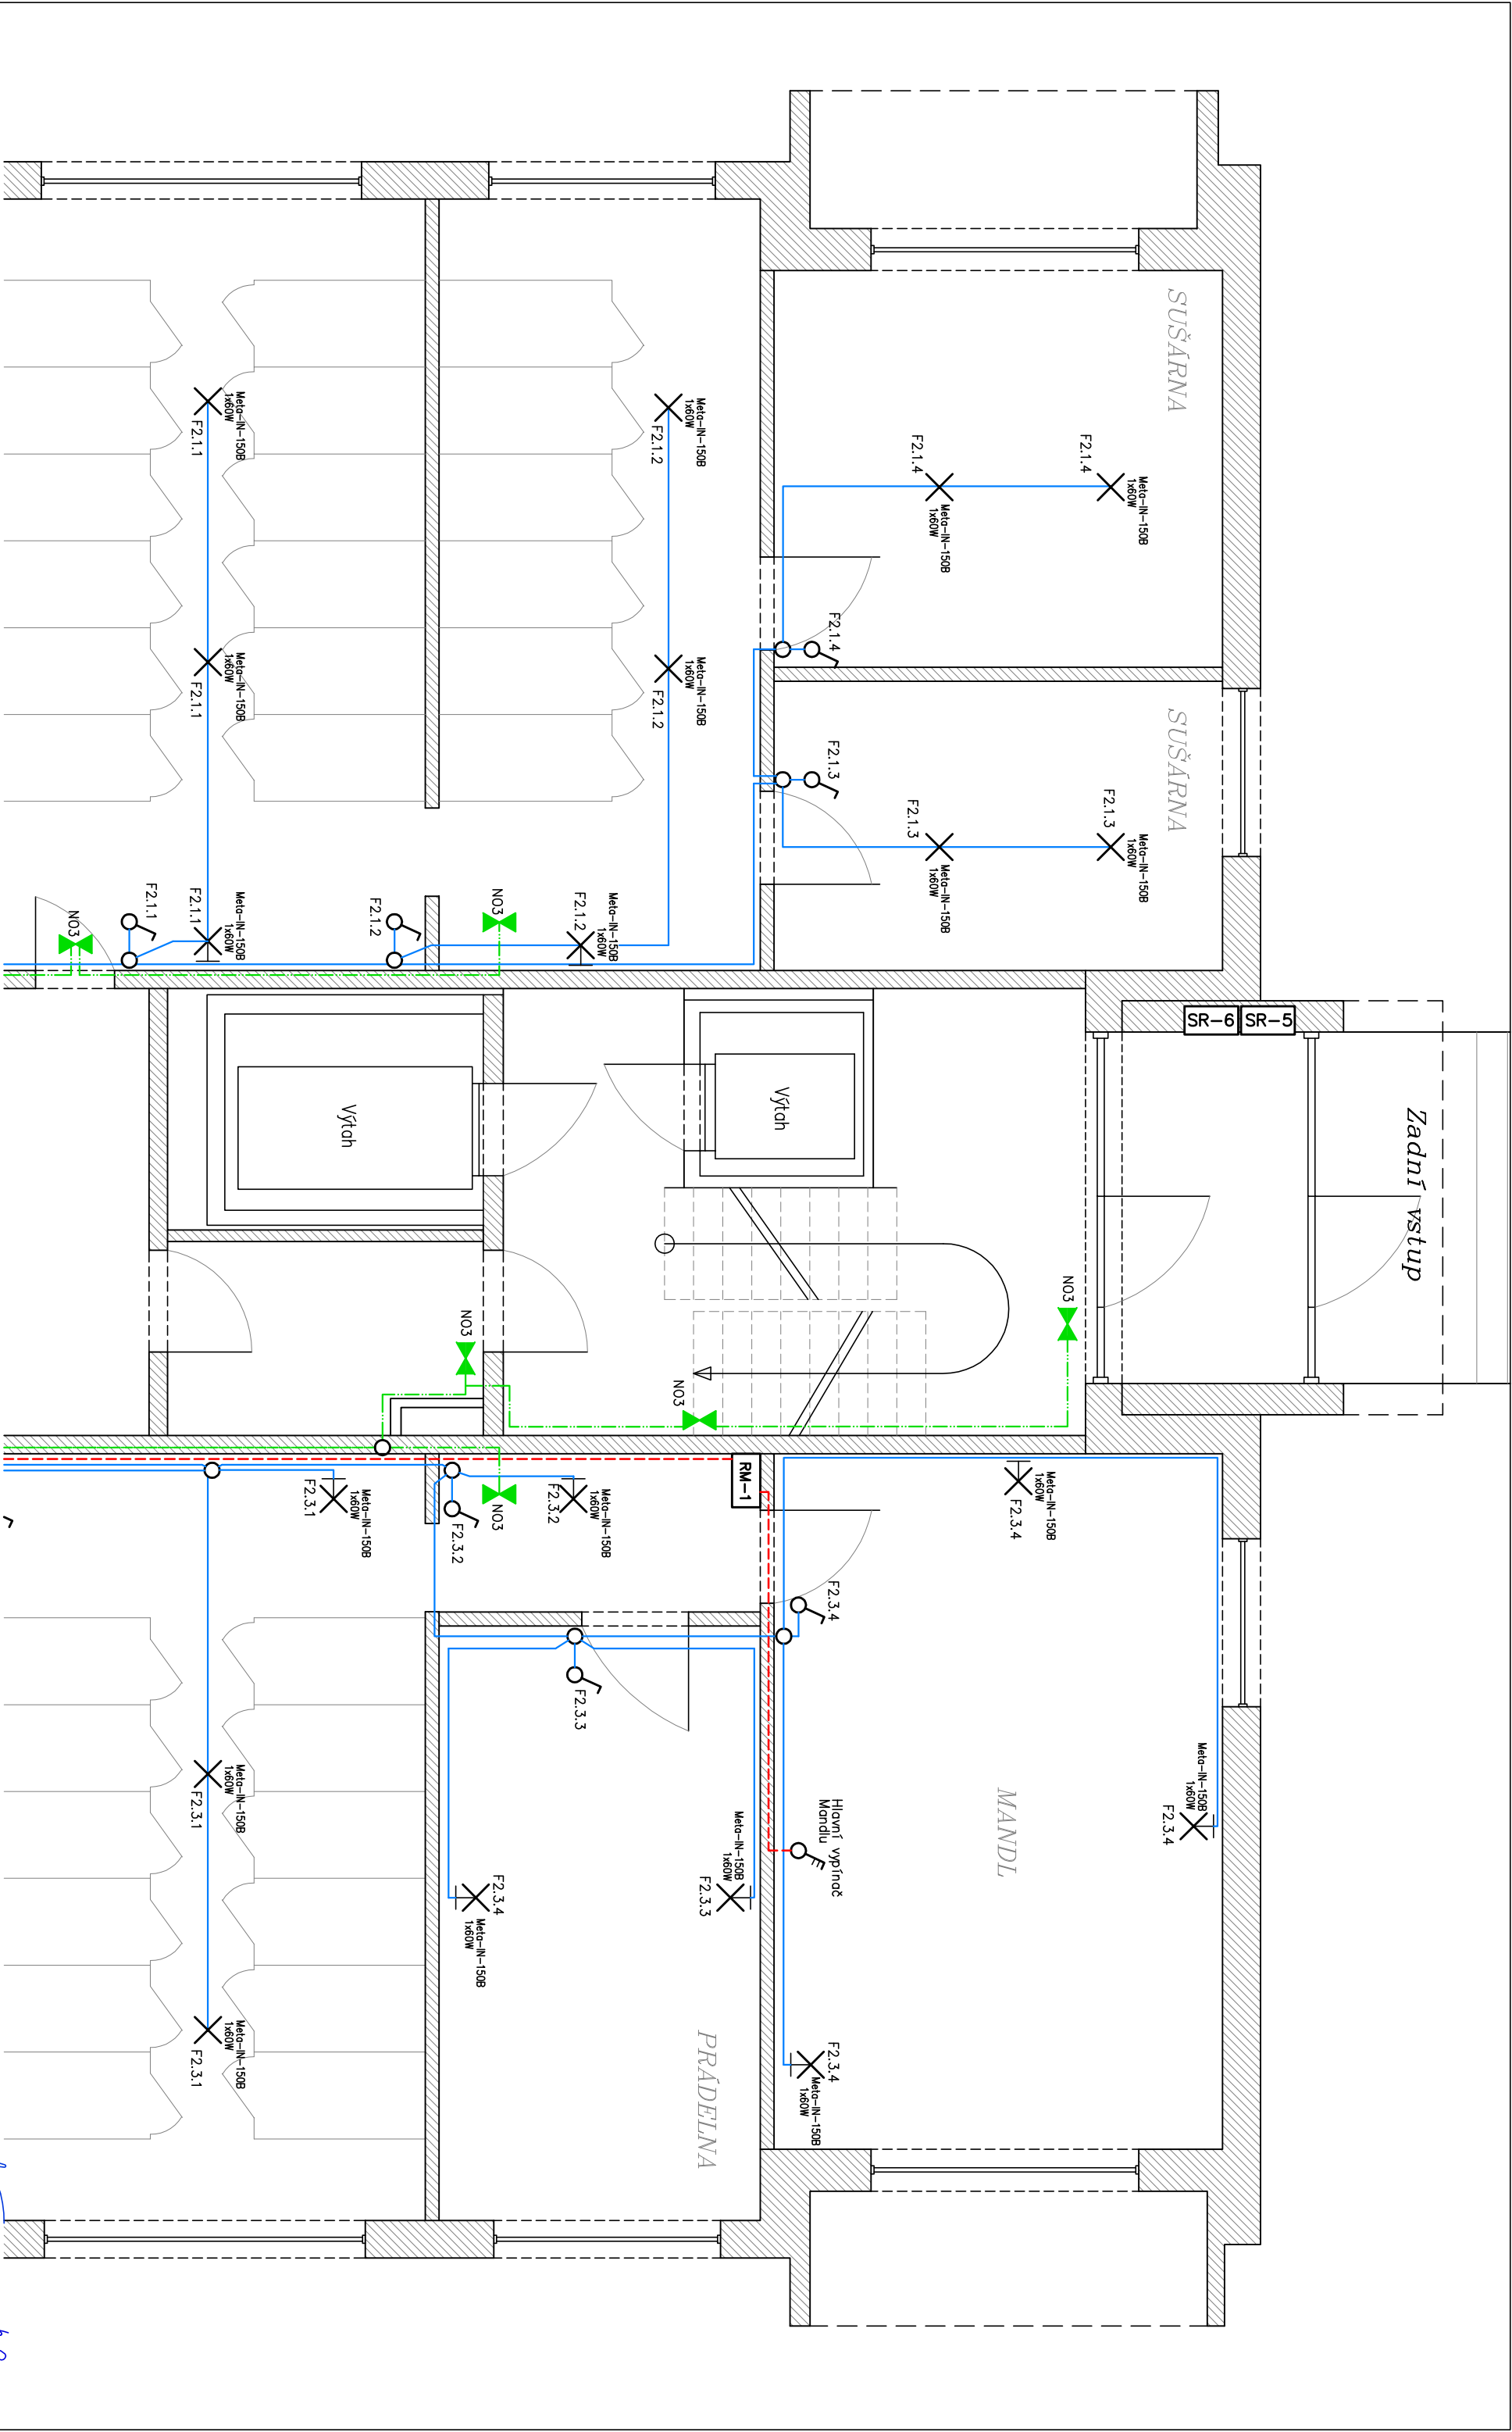 Zadní vstup
SR-6
SR-5
SUŠÁRNA
SUŠÁRNA
Meta-IN-150B
1x60W
F2.1.4
Meta-IN-150B
1x60W
F2.1.4
F2.1.4
Meta-IN-150B
1x60W
F2.1.3
Meta-IN-150B
1x60W
F2.1.3
F2.1.3
Meta-IN-150B
1x60W
F2.1.2
Meta-IN-150B
1x60W
F2.1.2
Meta-IN-150B
1x60W
F2.1.2
NO3
F2.1.2
Meta-IN-150B
1x60W
F2.1.1
Meta-IN-150B
1x60W
F2.1.1
Meta-IN-150B
1x60W
F2.1.1
F2.1.1
NO3
Výtah
Výtah
NO3
NO3
NO3
NO3
RM-1
MANDL
Meta-IN-150B
1x60W
F2.3.4
Meta-IN-150B
1x60W
F2.3.4
F2.3.4
Hlavní vypínač
Mandlu
F2.3.4
Meta-IN-150B
1x60W
PRÁDELNA
Meta-IN-150B
1x60W
F2.3.3
F2.3.4
Meta-IN-150B
1x60W
F2.3.3
Meta-IN-150B
1x60W
F2.3.2
F2.3.2
Meta-IN-150B
1x60W
F2.3.1
Meta-IN-150B
1x60W
F2.3.1
Meta-IN-150B
1x60W
F2.3.1